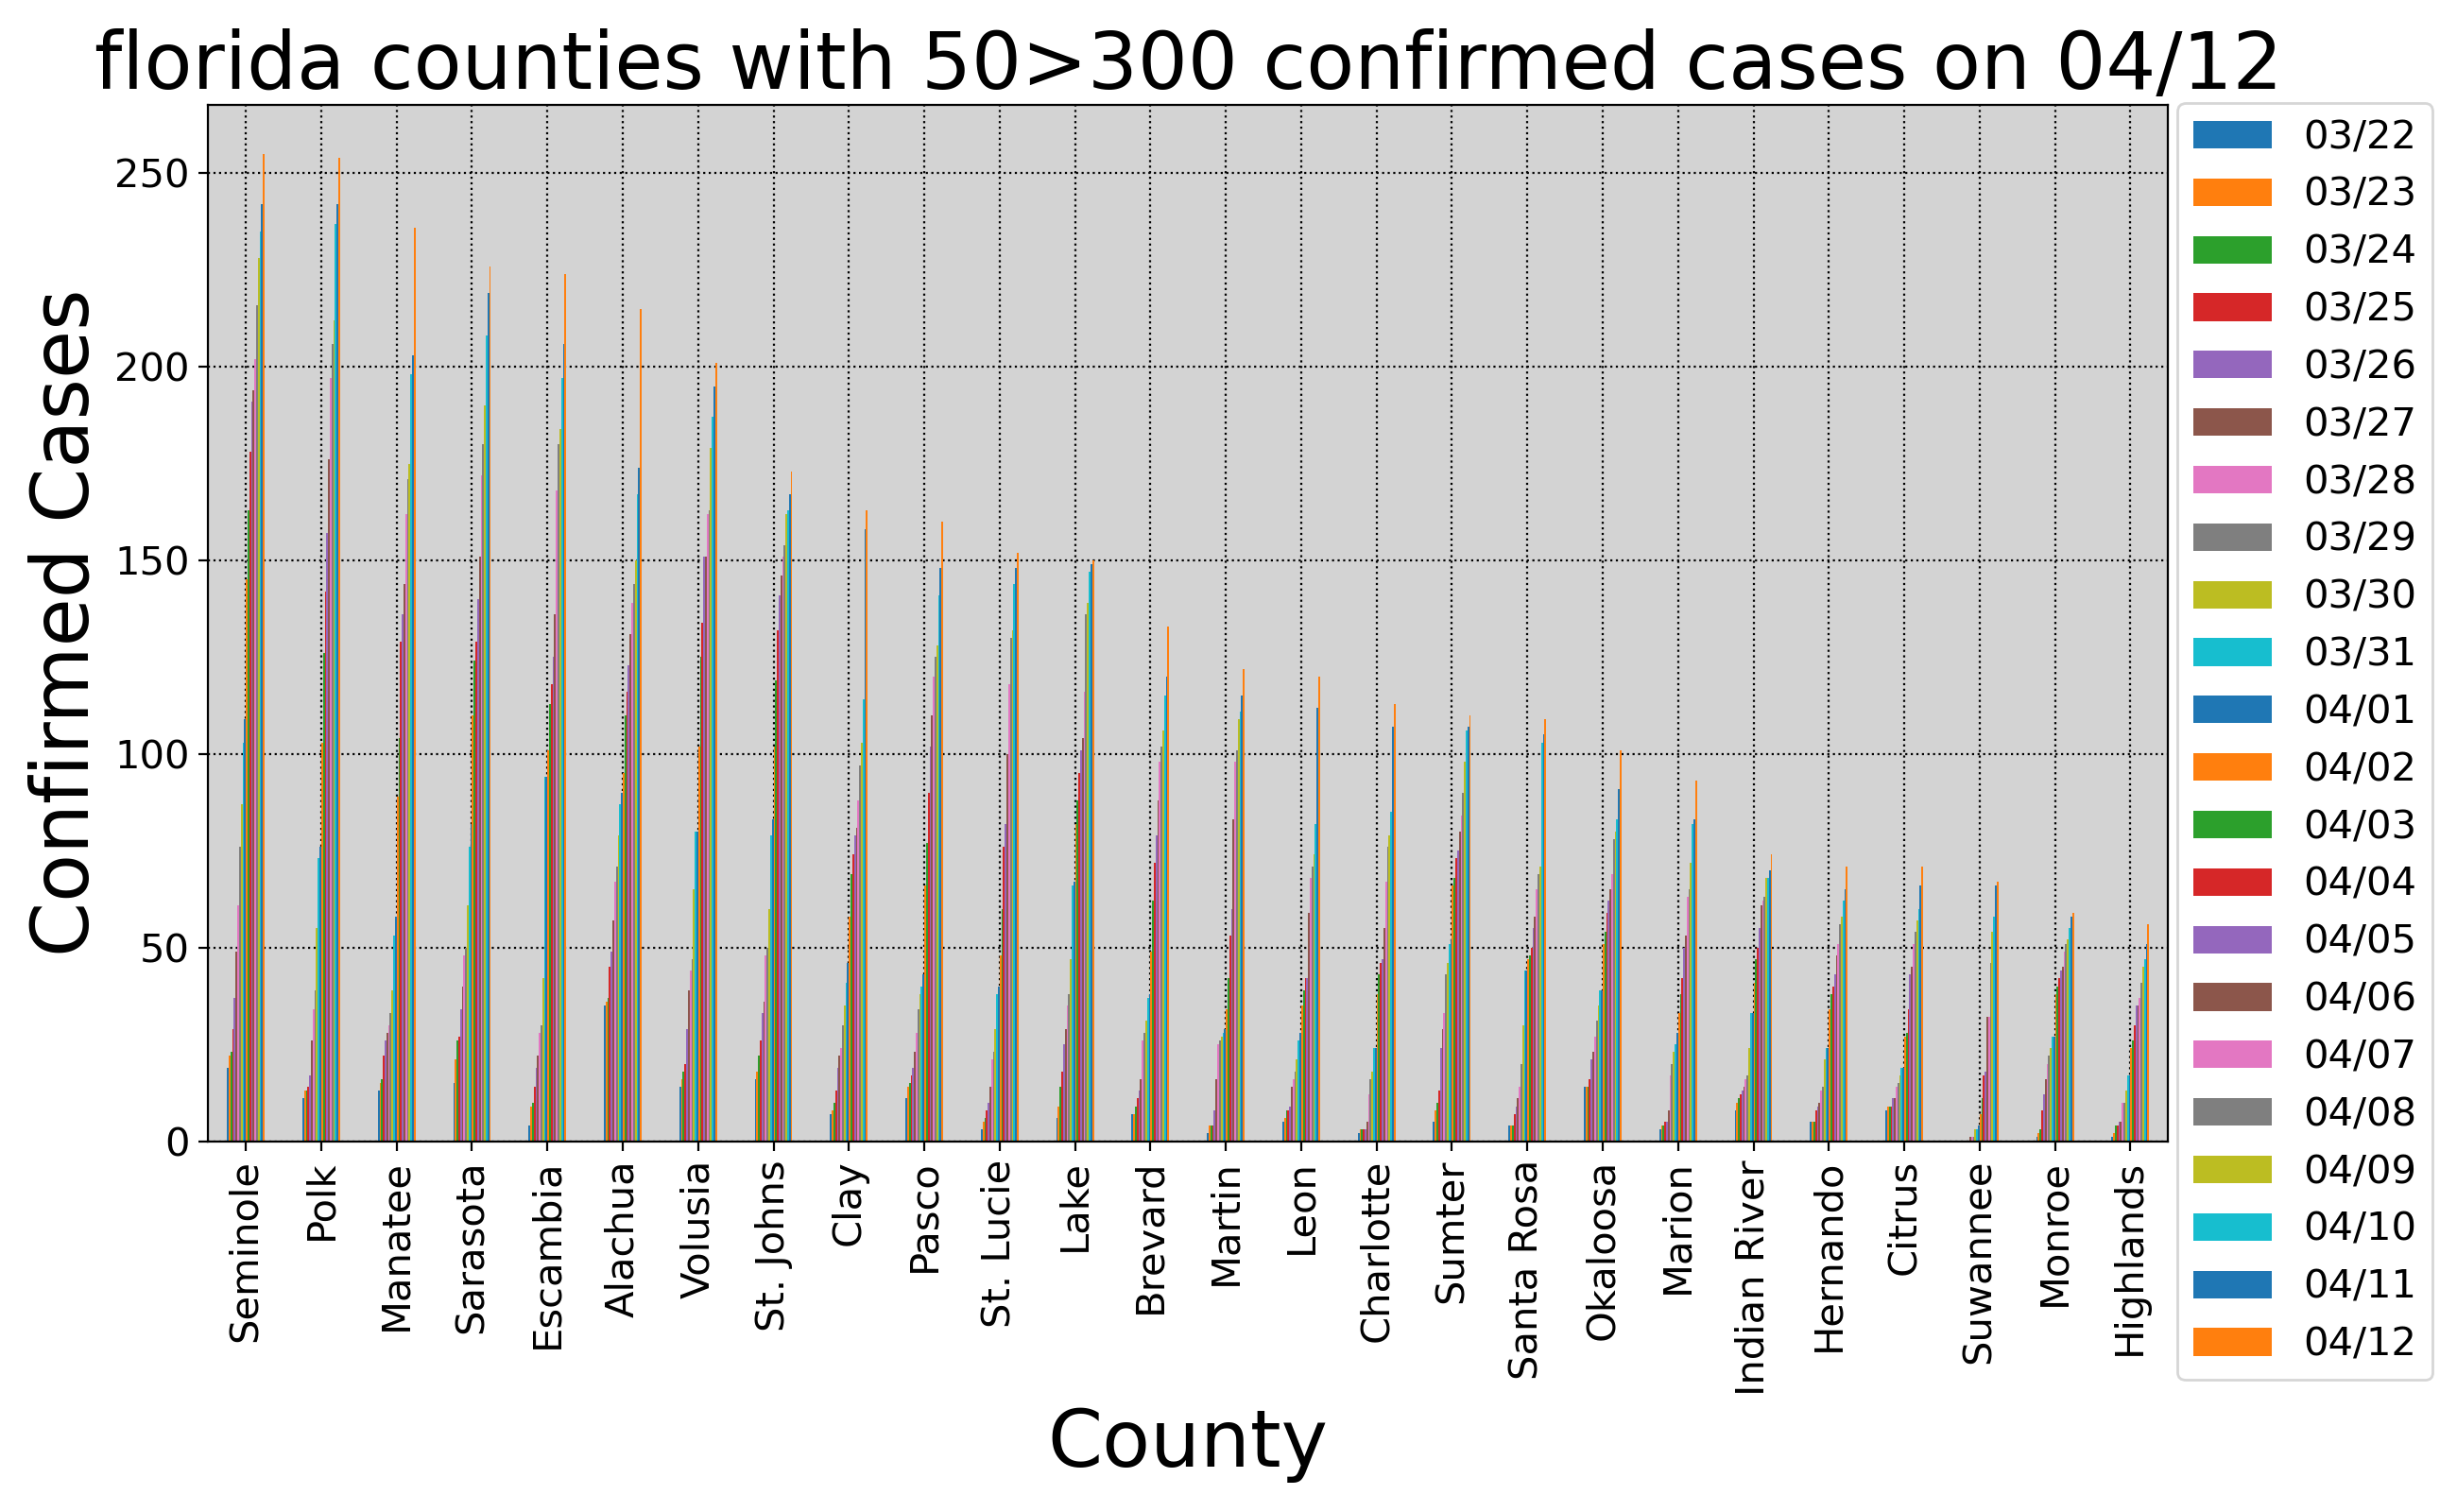 florida counties with 50>300 confirmed cases on 04/12
Confirmed Cases
250
200
150
100
50
0
Seminole
Polk
Manatee
Sarasota
Escambia
Alachua
Volusia
St. Johns
Clay
Pasco
St. Lucie
Lake
Brevard
Martin
Leon
Charlotte
Sumter
Santa Rosa
Okaloosa
Marion
Indian River
Hernando
Citrus
Suwannee
Monroe
Highlands
County
03/22
03/23
03/24
03/25
03/26
03/27
03/28
03/29
03/30
03/31
04/01
04/02
04/03
04/04
04/05
04/06
04/07
04/08
04/09
04/10
04/11
04/12